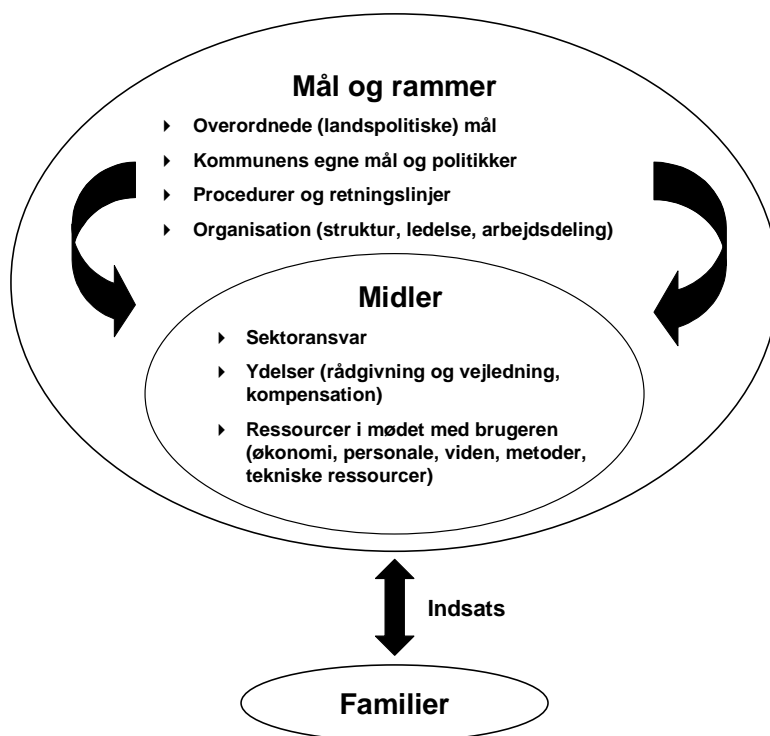 Mål og rammer
Overordnede (landspolitiske) mål
Kommunens egne mål og politikker
Procedurer og retningslinjer
Organisation (struktur, ledelse, arbejdsdeling)
Midler
Sektoransvar
Ydelser (rådgivning og vejledning,
kompensation)
Ressourcer i mødet med brugeren
(økonomi, personale, viden, metoder,
tekniske ressourcer)
Indsats
Familier